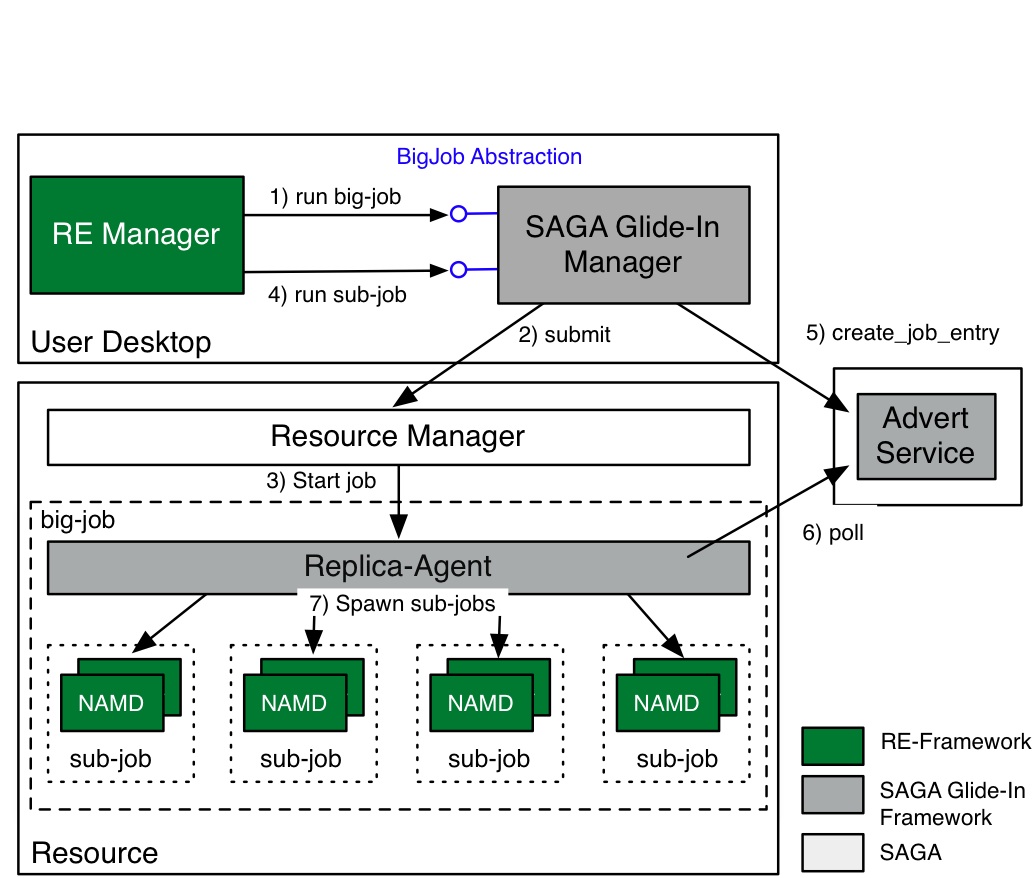 BigJob Abstraction
1) run big-job
RE Manager
SAGA Glide-In
Manager
4) run sub-job
User Desktop
2) submit
5) create_job_entry
Advert
Service
Resource Manager
3) Start job
big-job
6) poll
Replica-Agent
7) Spawn sub-jobs
NAMD
NAMD
NAMD
NAMD
sub-job
sub-job
sub-job
sub-job
Resource
RE-Framework
SAGA Glide-In
Framework
SAGA